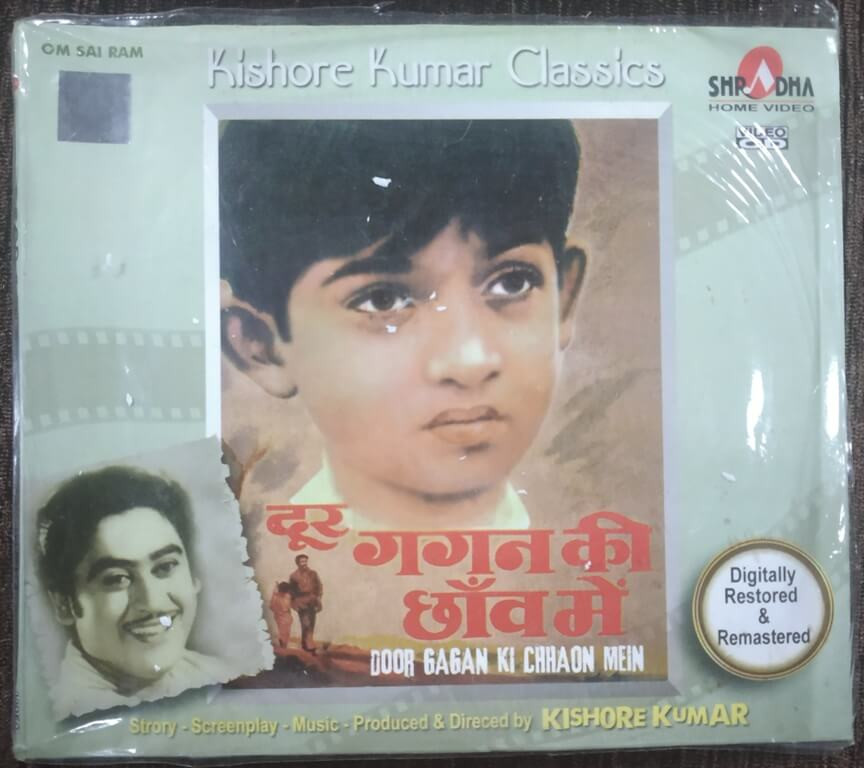 OM SAI RAM
Kishore Kumar Classics
SHRADHA
HOME VIDEO
VIDEO
CD
दूर
गगन की
छाँव में
DOOR GAGAN KI CHHAON MEIN
Digitally
Restored
&
Remastered
Strory - Screenplay - Music - Produced & Direced by KISHORE KUMAR